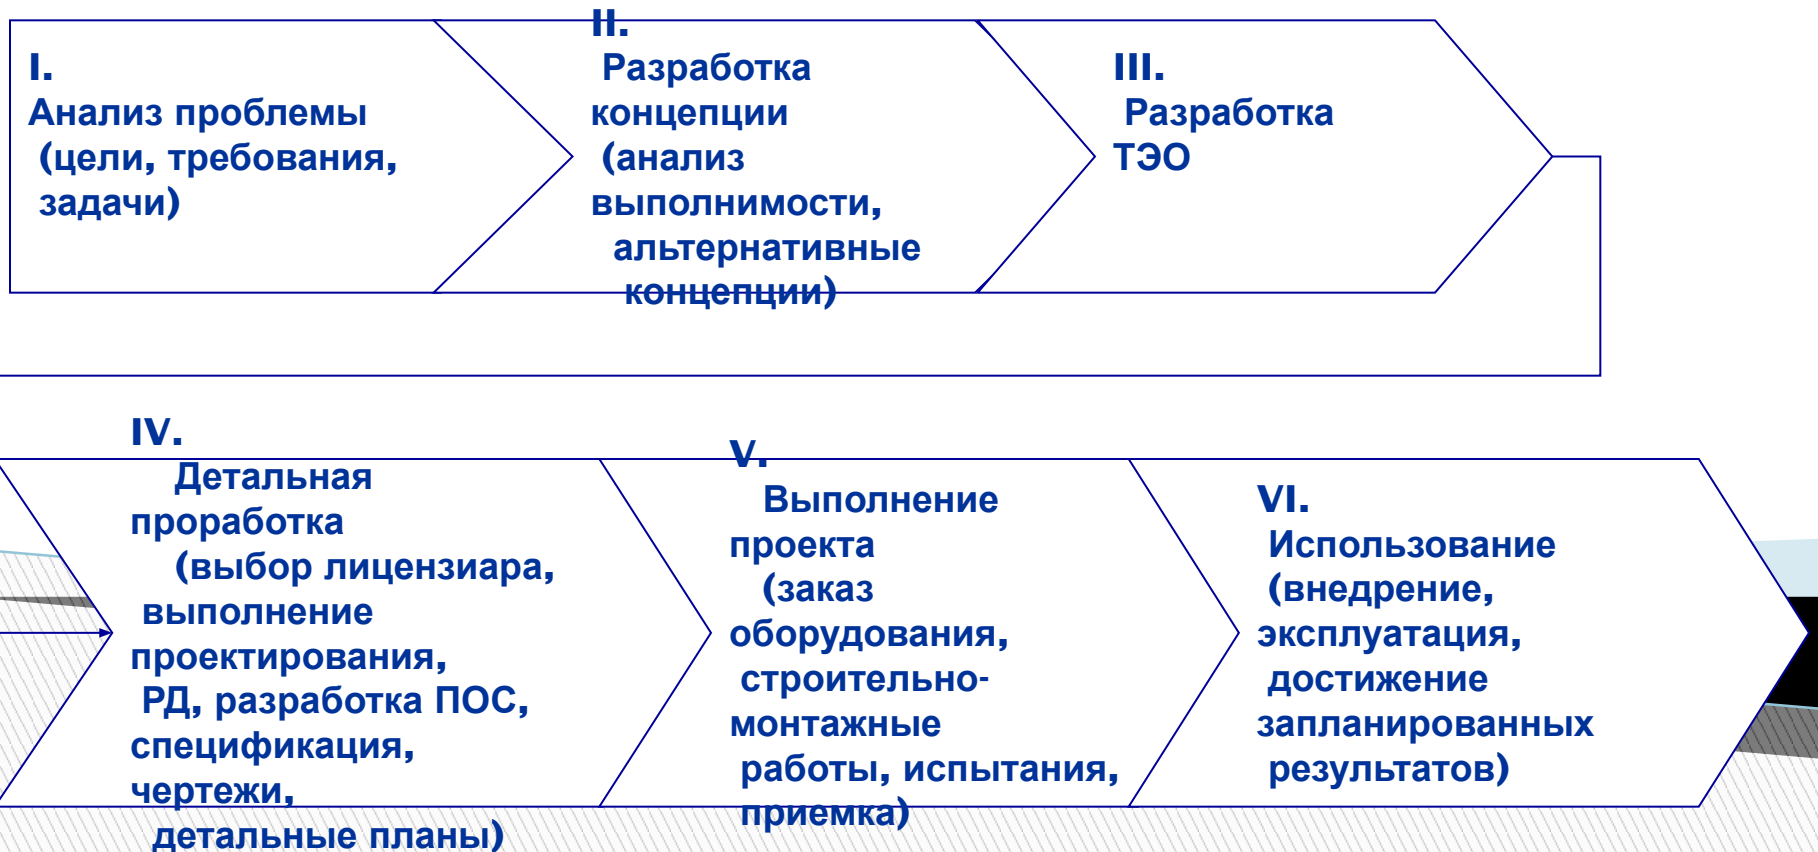 I.
Анализ проблемы
(цели, требования,
задачи)
II.
Разработка
концепции
(анализ
выполнимости,
альтернативные
концепции)
III.
Разработка
ТЭО
IV.
Детальная
проработка
(выбор лицензиара,
выполнение
проектирования,
РД, разработка ПОС,
спецификация,
чертежи,
детальные планы)
V.
Выполнение
проекта
(заказ
оборудования,
строительно-
монтажные
работы, испытания,
приемка)
VI.
Использование
(внедрение,
эксплуатация,
достижение
запланированных
результатов)